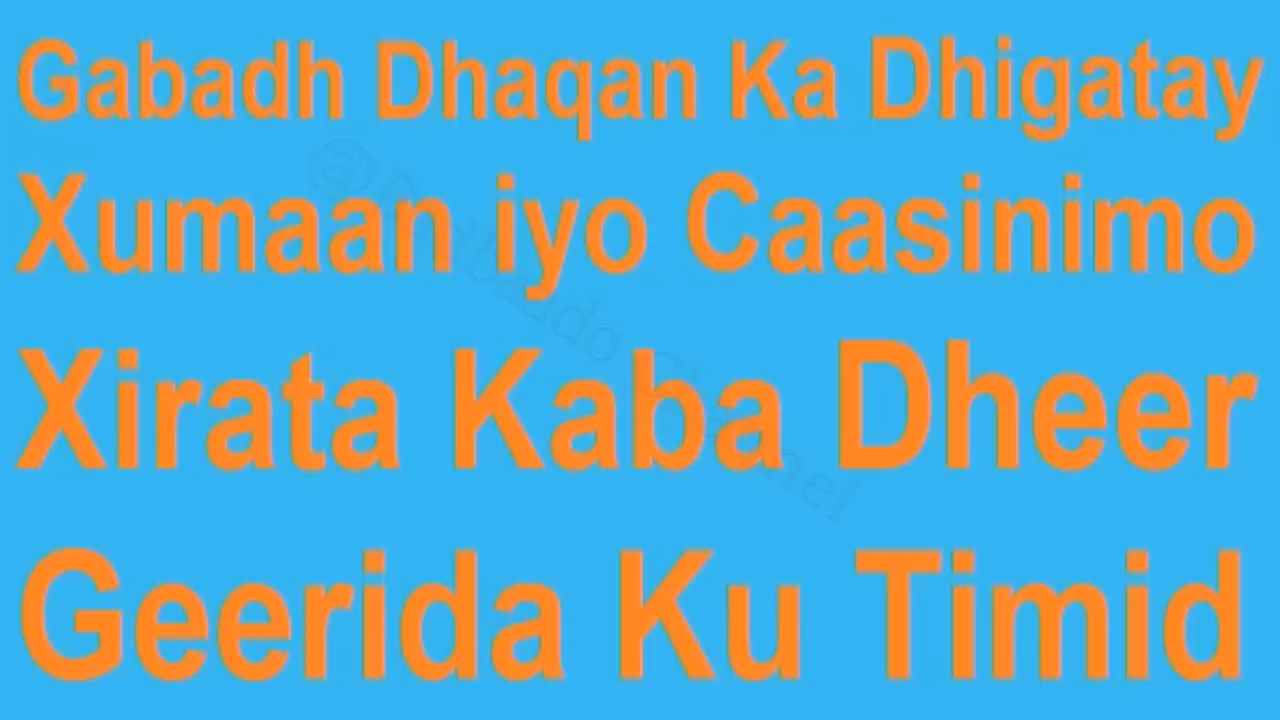 Gabadh Dhaqan Ka Dhigatay
Xumaan iyo Caasinimo
Xirata Kaba Dheer
Geerida Ku Timid